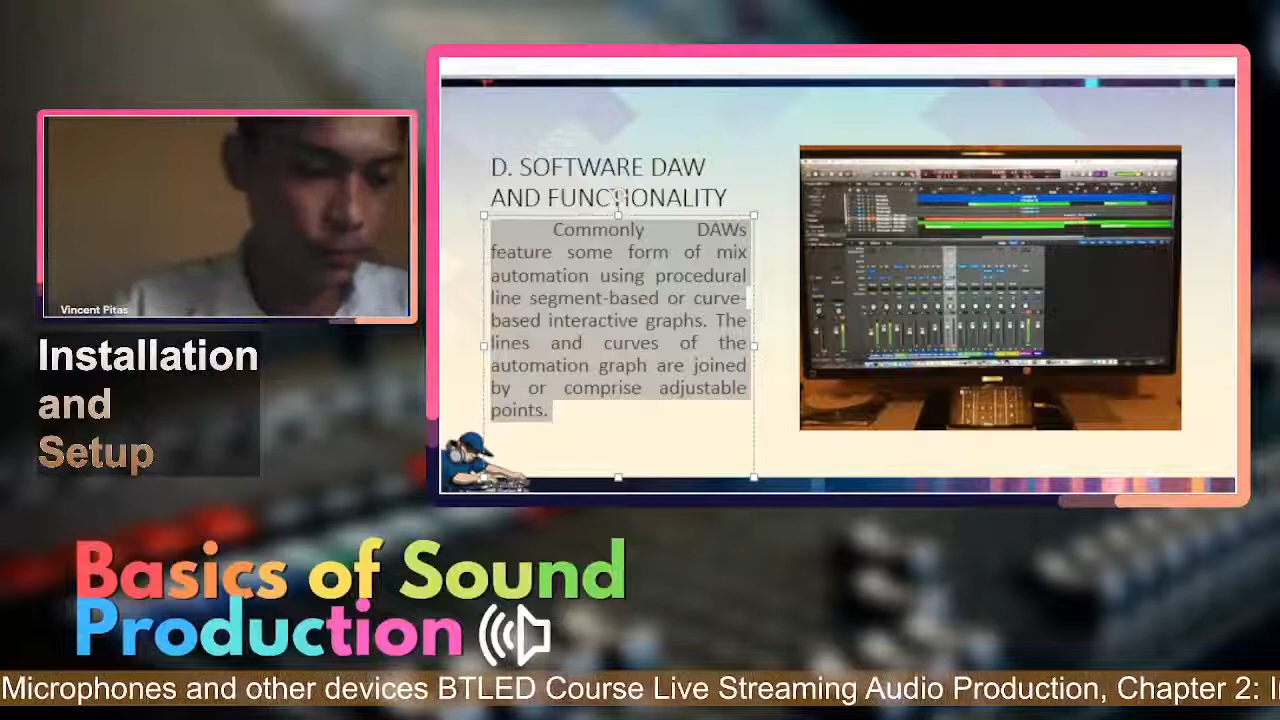 D. SOFTWARE DAW
AND FUNCTIONALITY
Commonly DAWs
feature some form of mix
automation using procedural
line segment-based or curve-
based interactive graphs. The
lines and curves of the
automation graph are joined
by or comprise adjustable
points.
Vincent Pitas
Installation
and
Setup
Basics of Sound
Production
Microphones and other devices BTLED Course Live Streaming Audio Production, Chapter 2: